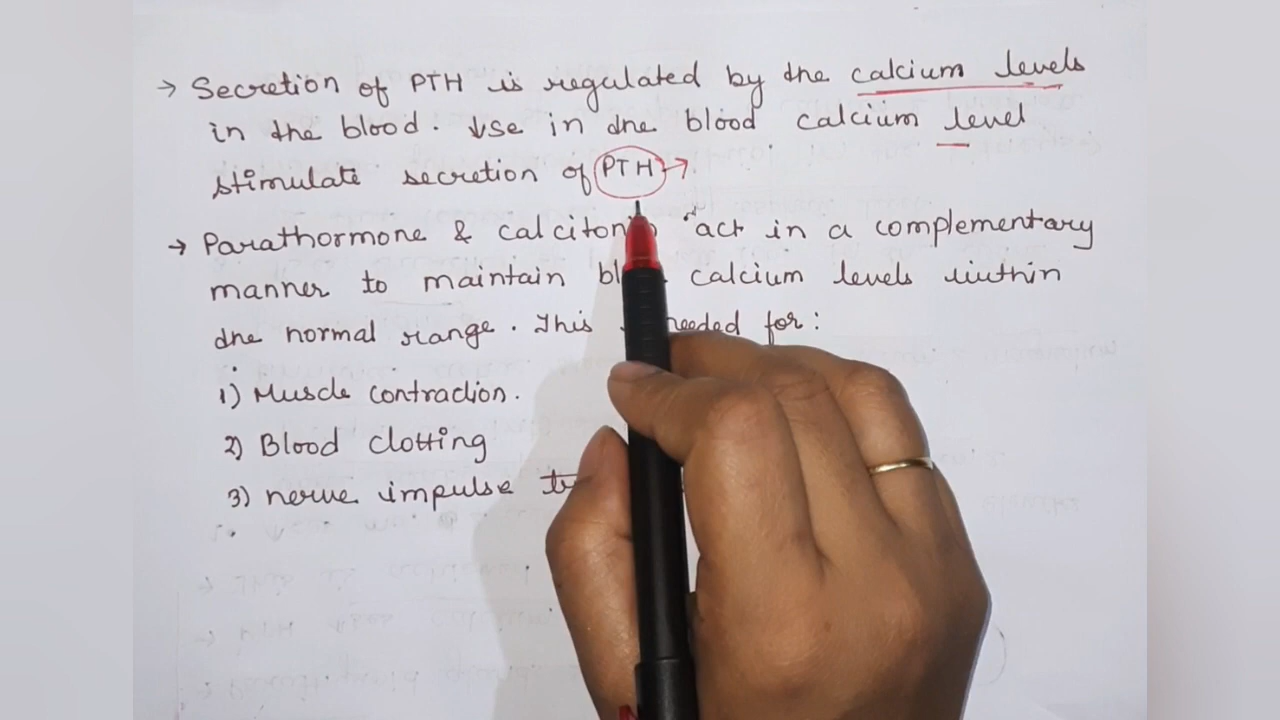 → Secretion of PTH is regulated by the calcium levels
in the blood. ↓se in the blood calcium level
stimulate secretion of PTH →
→ Parathormone & calciton act in a complementary
manner to maintain bl calcium levels within
the normal range. This needed for:
1) Muscle contraction.
2) Blood clotting
3) nerve impulse